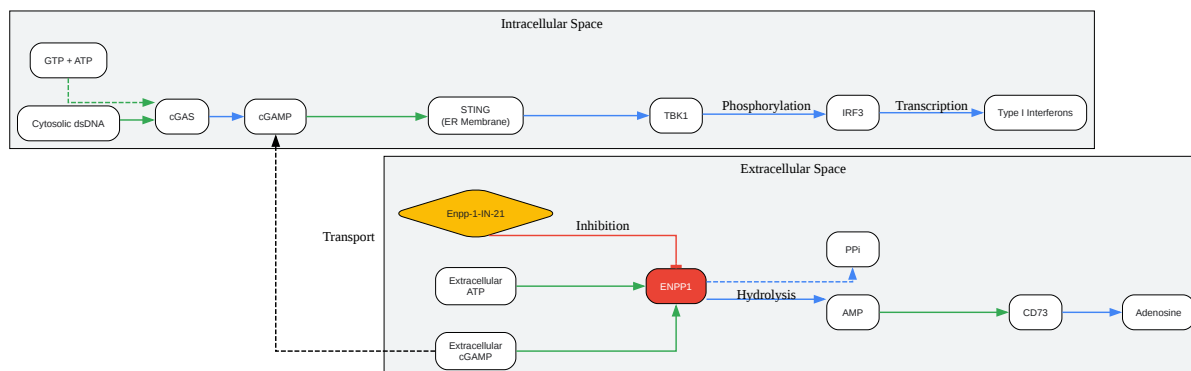 Intracellular Space
GTP + ATP
Cytosolic dsDNA
cGAS
cGAMP
STING
(ER Membrane)
TBK1
Phosphorylation
IRF3
Transcription
Type I Interferons
Extracellular Space
Transport
Enpp-1-IN-21
Inhibition
Extracellular
ATP
Extracellular
cGAMP
ENPP1
Hydrolysis
PPi
AMP
CD73
Adenosine